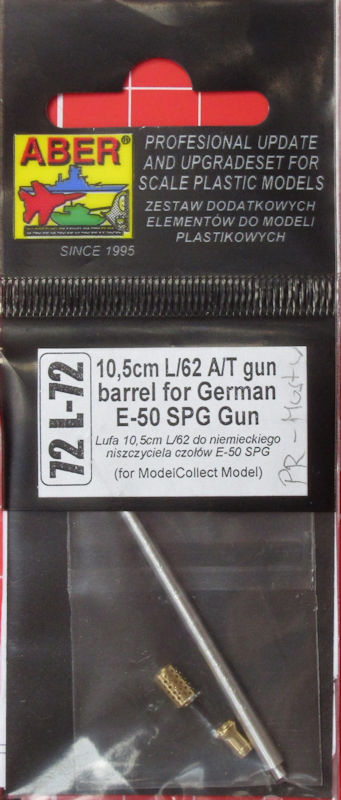 ABER®
PROFESIONAL UPDATE
AND UPGRADESET FOR
SCALE PLASTIC MODELS
ZESTAW DODATKOWYCH
ELEMENTÓW DO MODELI
PLASTIKOWYCH
SINCE 1995
72 L-72
10,5cm L/62 A/T gun
barrel for German
E-50 SPG Gun
Lufa 10,5cm L/62 do niemieckiego
niszczyciela czołów E-50 SPG
(for ModelCollect Model)
PR-